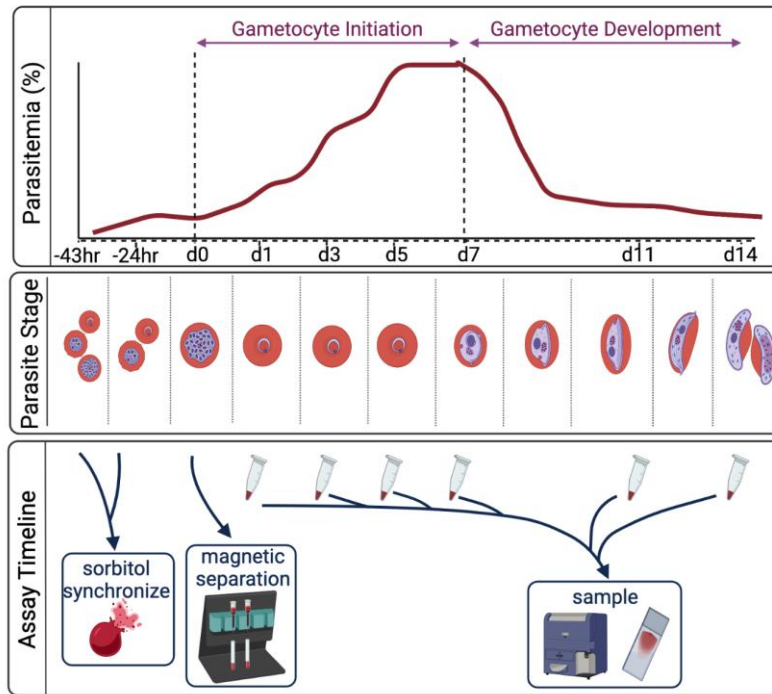 Gametocyte Initiation
Gametocyte Development
Parasitemia (%)
-43hr -24hr d0 d1 d3 d5 d7 d11 d14
Parasite Stage
Assay Timeline
sorbitol
synchronize
magnetic
separation
sample